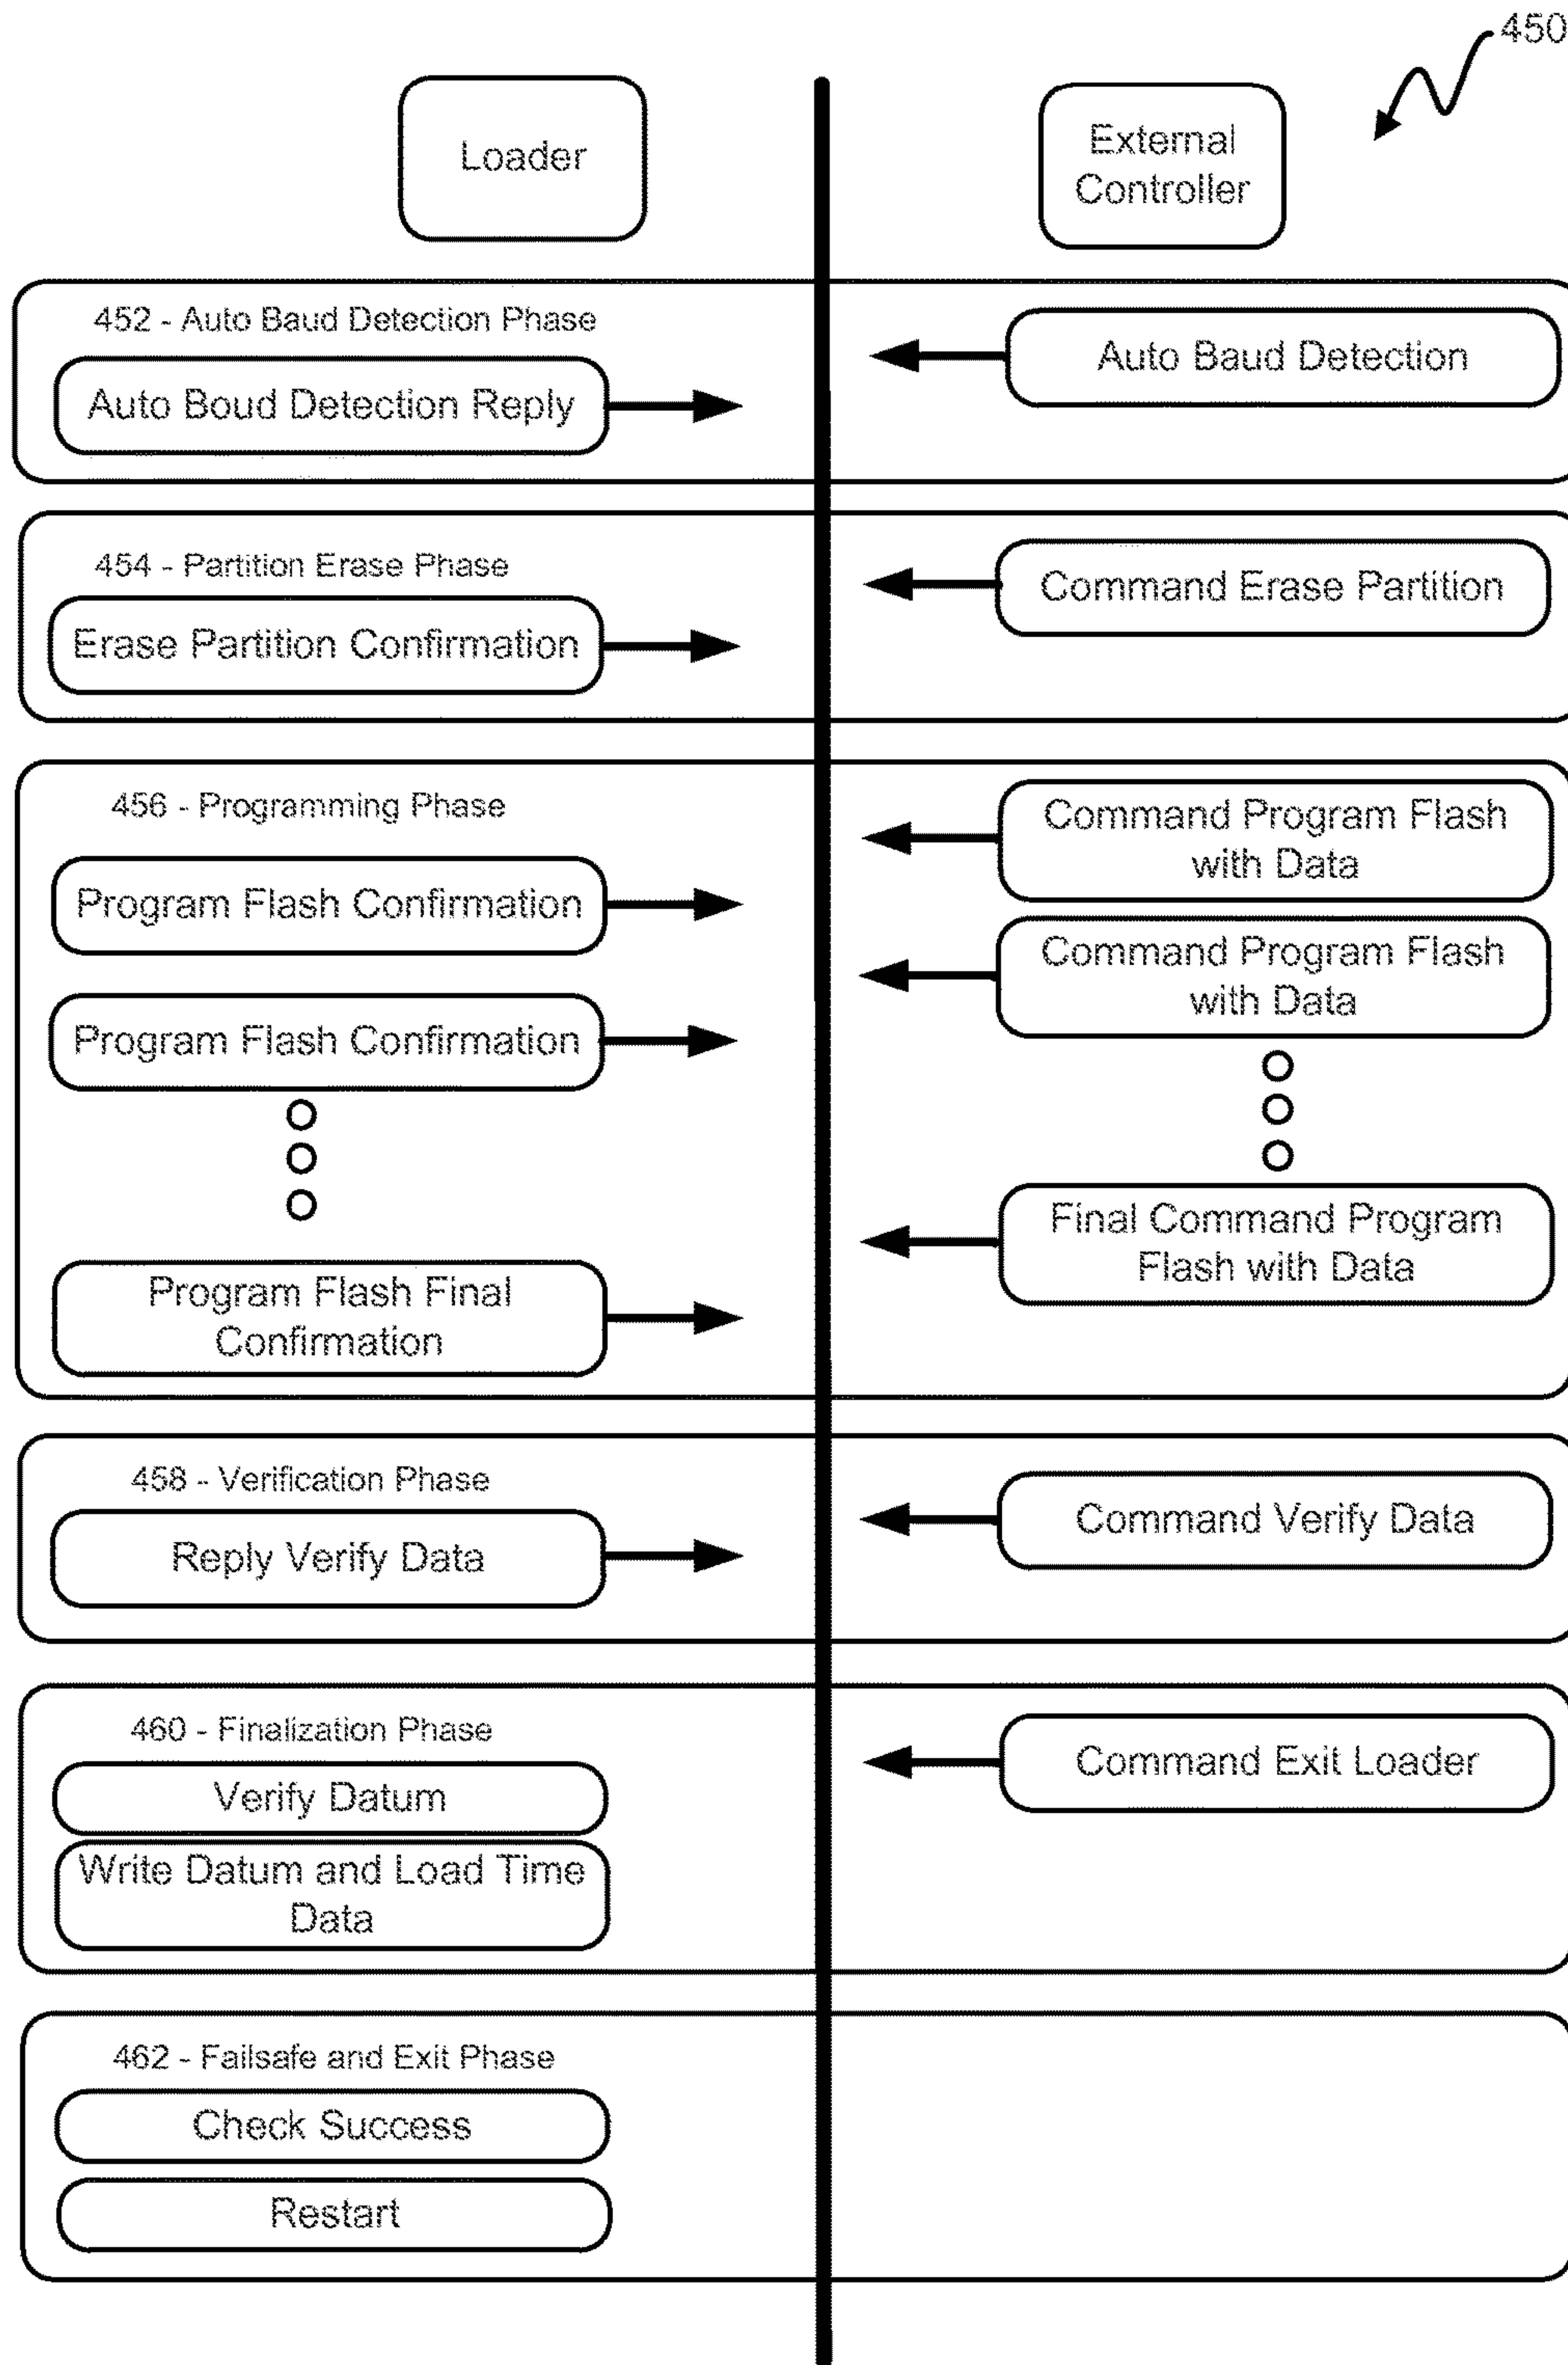 450
Loader
External
Controller
452 - Auto Baud Detection Phase
Auto Baud Detection
Auto Boud Detection Reply
454 - Partition Erase Phase
Command Erase Partition
Erase Partition Confirmation
456 - Programming Phase
Command Program Flash
with Data
Program Flash Confirmation
Command Program Flash
with Data
Program Flash Confirmation
Final Command Program
Flash with Data
Program Flash Final
Confirmation
458 - Verification Phase
Command Verify Data
Reply Verify Data
460 - Finalization Phase
Command Exit Loader
Verify Datum
Write Datum and Load Time
Data
462 - Failsafe and Exit Phase
Check Success
Restart